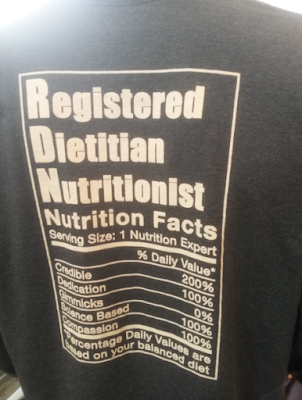 Registered
Dietitian
Nutritionist
Nutrition Facts
Serving Size: 1 Nutrition Expert
% Daily Value*
Credible 200%
Dedication 100%
Gimmicks 0%
Science Based 100%
Compassion 100%
Percentage Daily Values are
based on your balanced diet